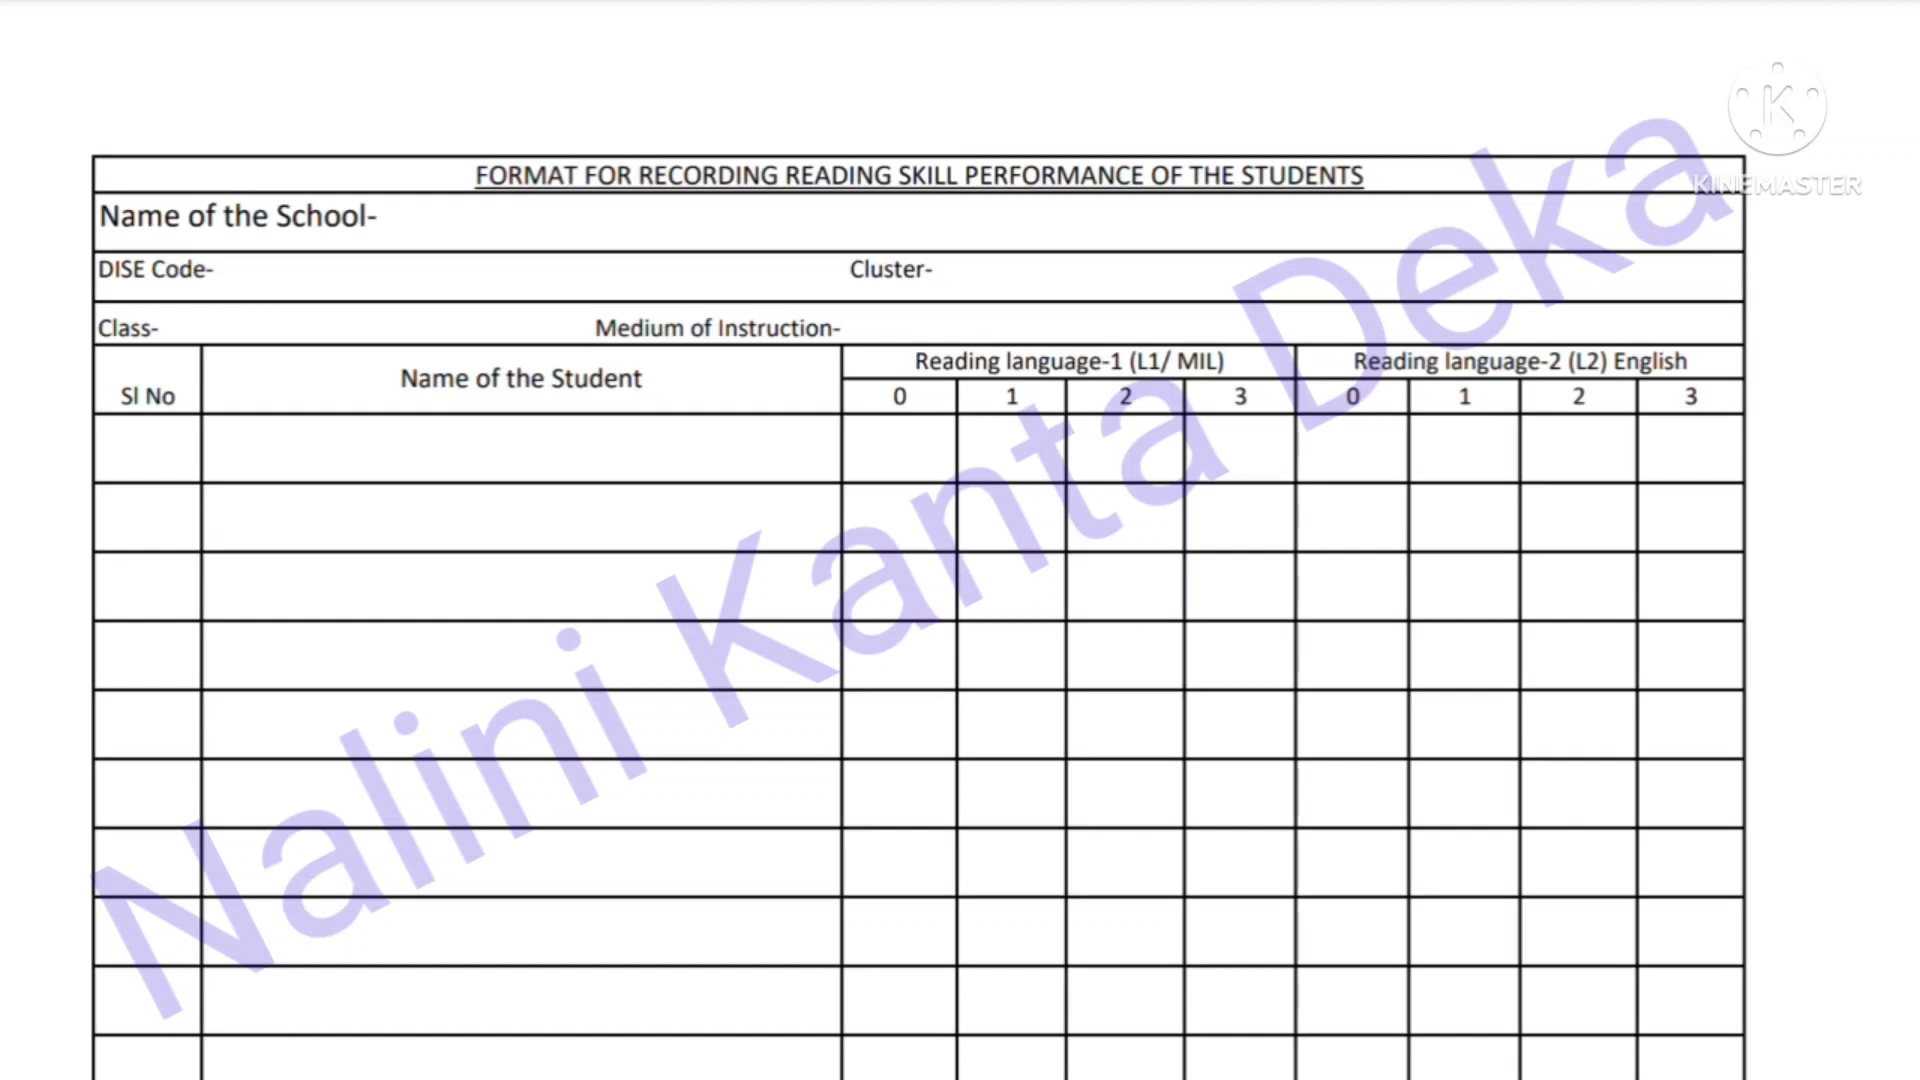 K
KINEMASTER
FORMAT FOR RECORDING READING SKILL PERFORMANCE OF THE STUDENTS
Name of the School-
DISE Code- Cluster-
Class- Medium of Instruction-
Sl No Name of the Student Reading language-1 (L1/ MIL) Reading language-2 (L2) English
0 1 2 3 0 1 2 3
Nalini Kanta Deka